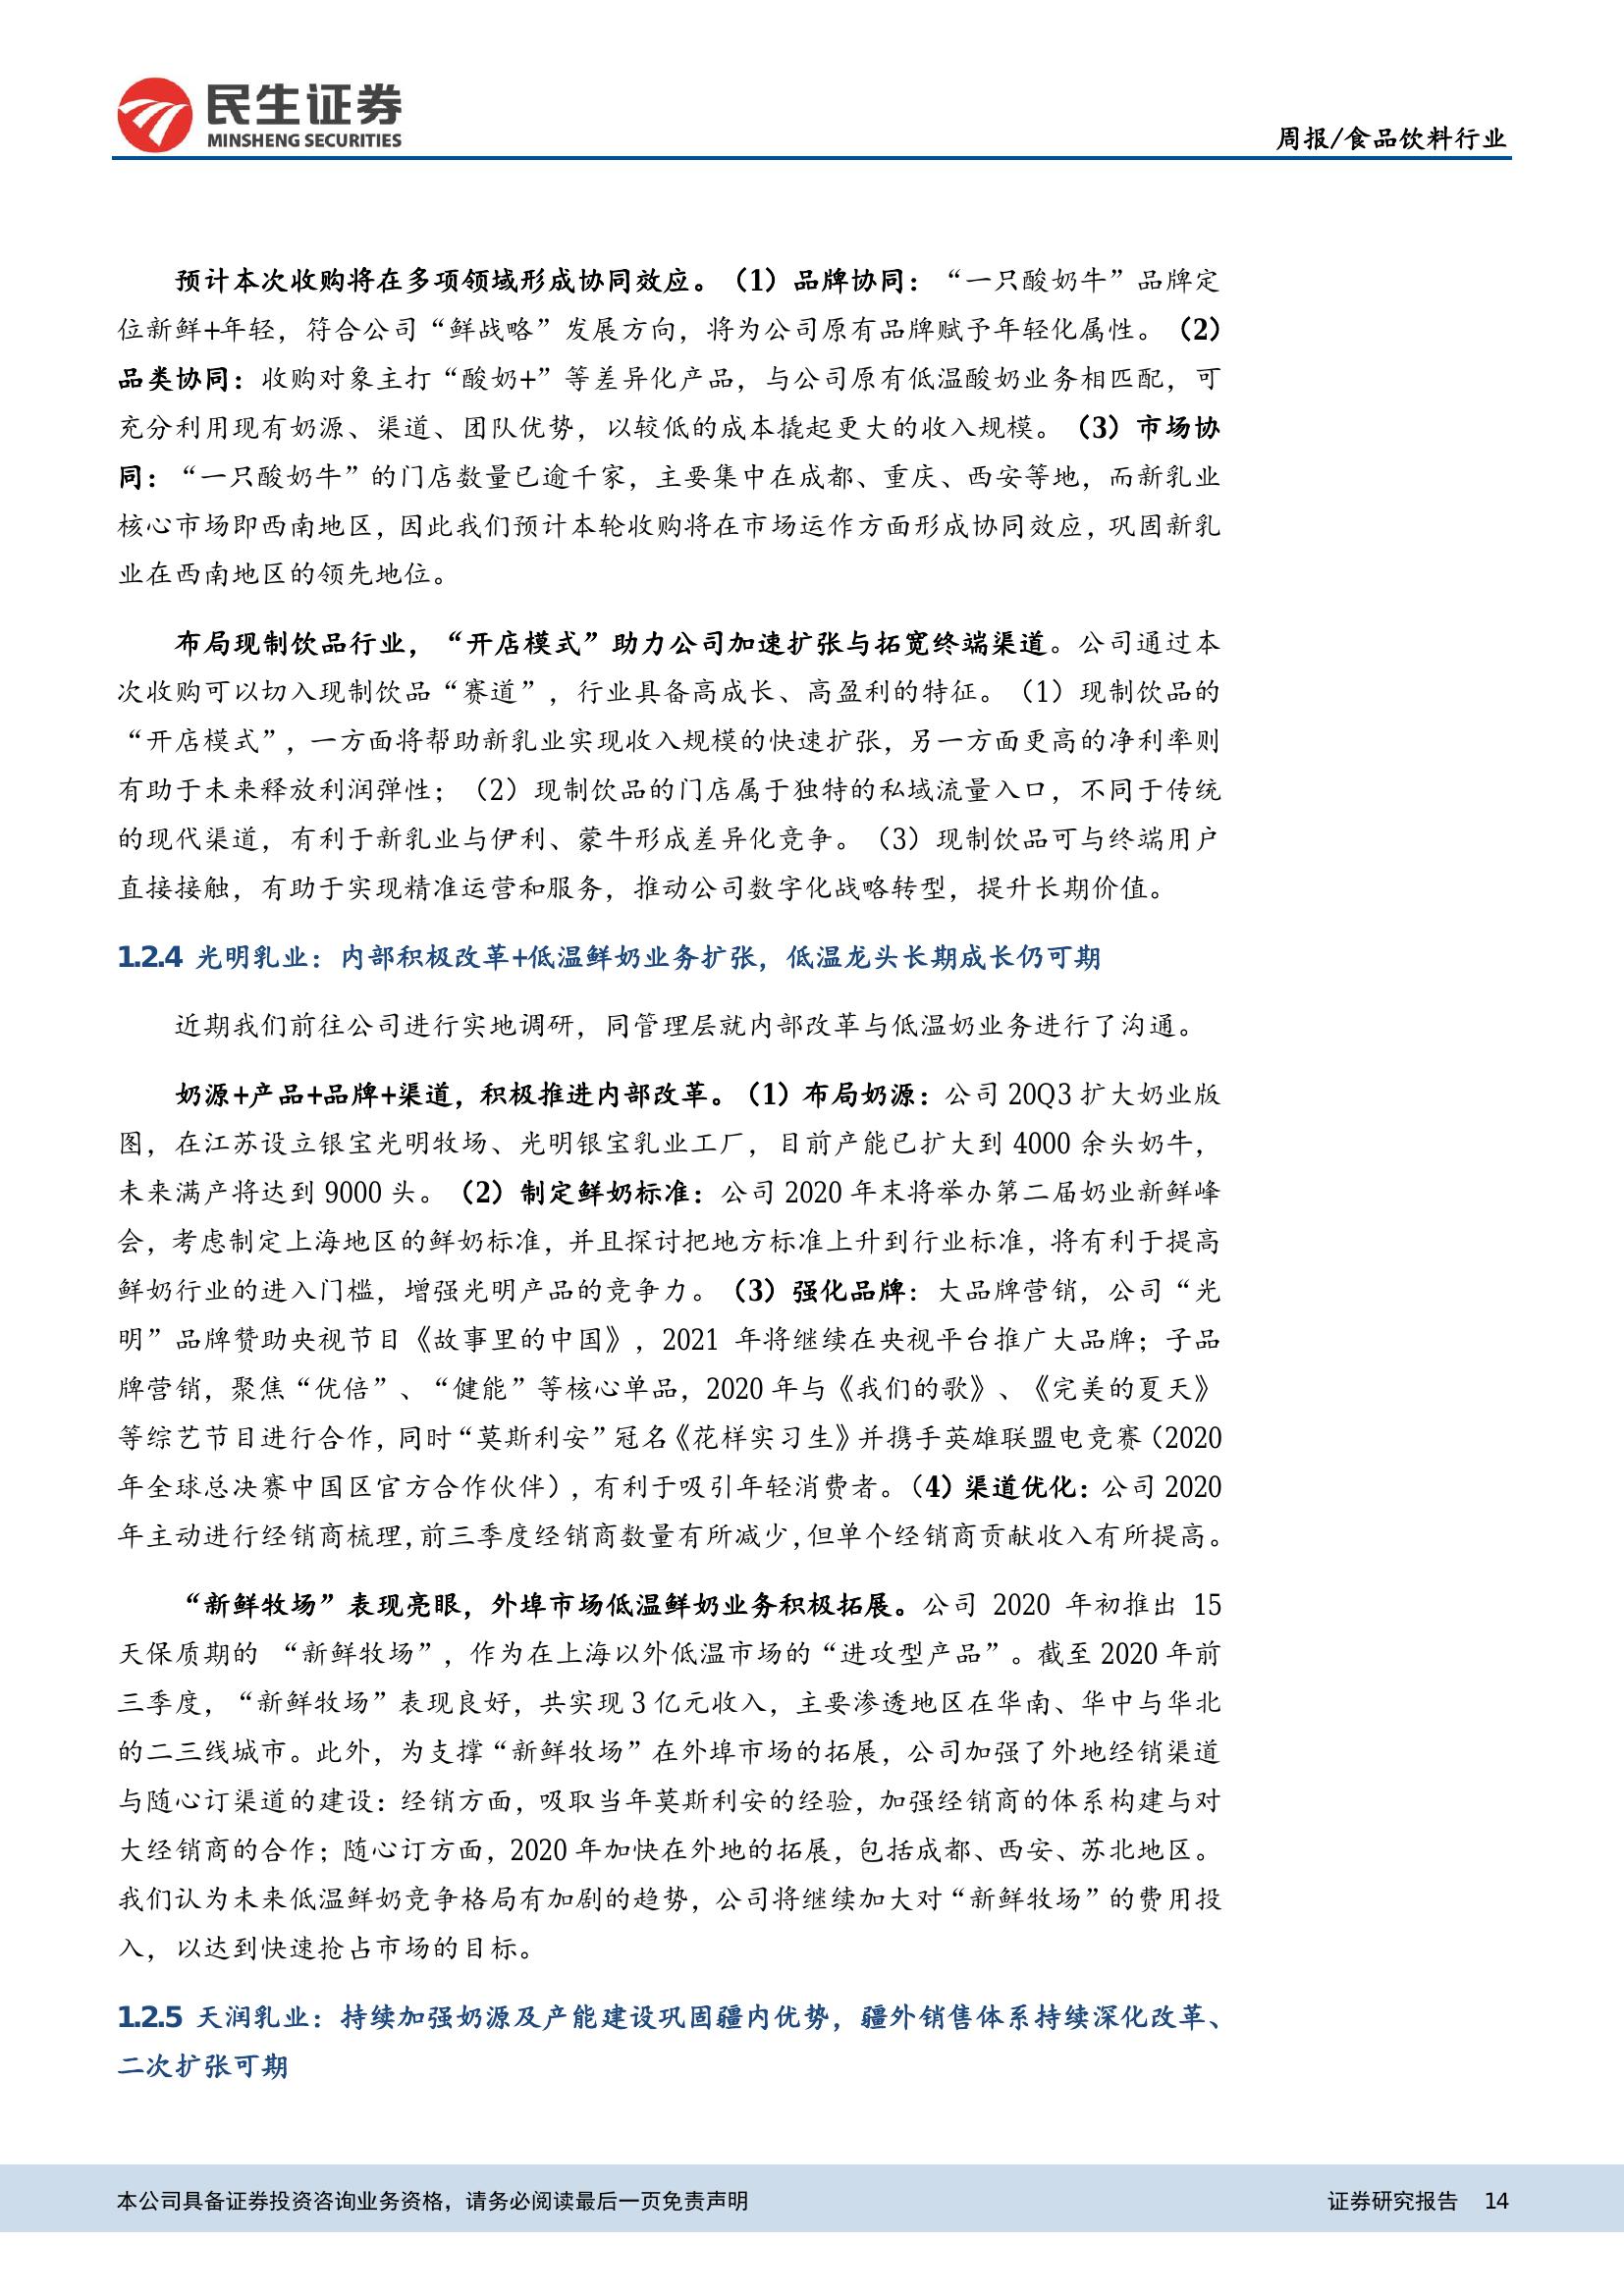 民生证券
MINSHENG SECURITIES
周报/食品饮料行业
预计本次收购将在多项领域形成协同效应。（1）品牌协同：“一只酸奶牛”品牌定
位新鲜+年轻，符合公司“鲜战略”发展方向，将为公司原有品牌赋予年轻化属性。（2）
品类协同：收购对象主打“酸奶+”等差异化产品，与公司原有低温酸奶业务相匹配，可
充分利用现有奶源、渠道、团队优势，以较低的成本撬起更大的收入规模。（3）市场协
同：“一只酸奶牛”的门店数量已逾千家，主要集中在成都、重庆、西安等地，而新乳业
核心市场即西南地区，因此我们预计本轮收购将在市场运作方面形成协同效应，巩固新乳
业在西南地区的领先地位。
布局现制饮品行业，“开店模式”助力公司加速扩张与拓宽终端渠道。公司通过本
次收购可以切入现制饮品“赛道”，行业具备高成长、高盈利的特征。（1）现制饮品的
“开店模式”，一方面将帮助新乳业实现收入规模的快速扩张，另一方面更高的净利率则
有助于未来释放利润弹性；（2）现制饮品的门店属于独特的私域流量入口，不同于传统
的现代渠道，有利于新乳业与伊利、蒙牛形成差异化竞争。（3）现制饮品可与终端用户
直接接触，有助于实现精准运营和服务，推动公司数字化战略转型，提升长期价值。
1.2.4 光明乳业：内部积极改革+低温鲜奶业务扩张，低温龙头长期成长仍可期
近期我们前往公司进行实地调研，同管理层就内部改革与低温奶业务进行了沟通。
奶源+产品+品牌+渠道，积极推进内部改革。（1）布局奶源：公司 20Q3 扩大奶业版
图，在江苏设立银宝光明牧场、光明银宝乳业工厂，目前产能已扩大到 4000 余头奶牛，
未来满产将达到 9000 头。（2）制定鲜奶标准：公司 2020 年末将举办第二届奶业新鲜峰
会，考虑制定上海地区的鲜奶标准，并且探讨把地方标准上升到行业标准，将有利于提高
鲜奶行业的进入门槛，增强光明产品的竞争力。（3）强化品牌：大品牌营销，公司“光
明”品牌赞助央视节目《故事里的中国》，2021 年将继续在央视平台推广大品牌；子品
牌营销，聚焦“优倍”、“健能”等核心单品，2020 年与《我们的歌》、《完美的夏天》
等综艺节目进行合作，同时“莫斯利安”冠名《花样实习生》并携手英雄联盟电竞赛（2020
年全球总决赛中国区官方合作伙伴），有利于吸引年轻消费者。（4）渠道优化：公司 2020
年主动进行经销商梳理，前三季度经销商数量有所减少，但单个经销商贡献收入有所提高。
“新鲜牧场”表现亮眼，外埠市场低温鲜奶业务积极拓展。公司 2020 年初推出 15
天保质期的 “新鲜牧场”，作为在上海以外低温市场的“进攻型产品”。截至 2020 年前
三季度，“新鲜牧场”表现良好，共实现 3 亿元收入，主要渗透地区在华南、华中与华北
的二三线城市。此外，为支撑“新鲜牧场”在外埠市场的拓展，公司加强了外地经销渠道
与随心订渠道的建设：经销方面，吸取当年莫斯利安的经验，加强经销商的体系构建与对
大经销商的合作；随心订方面，2020 年加快在外地的拓展，包括成都、西安、苏北地区。
我们认为未来低温鲜奶竞争格局有加剧的趋势，公司将继续加大对“新鲜牧场”的费用投
入，以达到快速抢占市场的目标。
1.2.5 天润乳业：持续加强奶源及产能建设巩固疆内优势，疆外销售体系持续深化改革、
二次扩张可期
本公司具备证券投资咨询业务资格，请务必阅读最后一页免责声明
证券研究报告 14